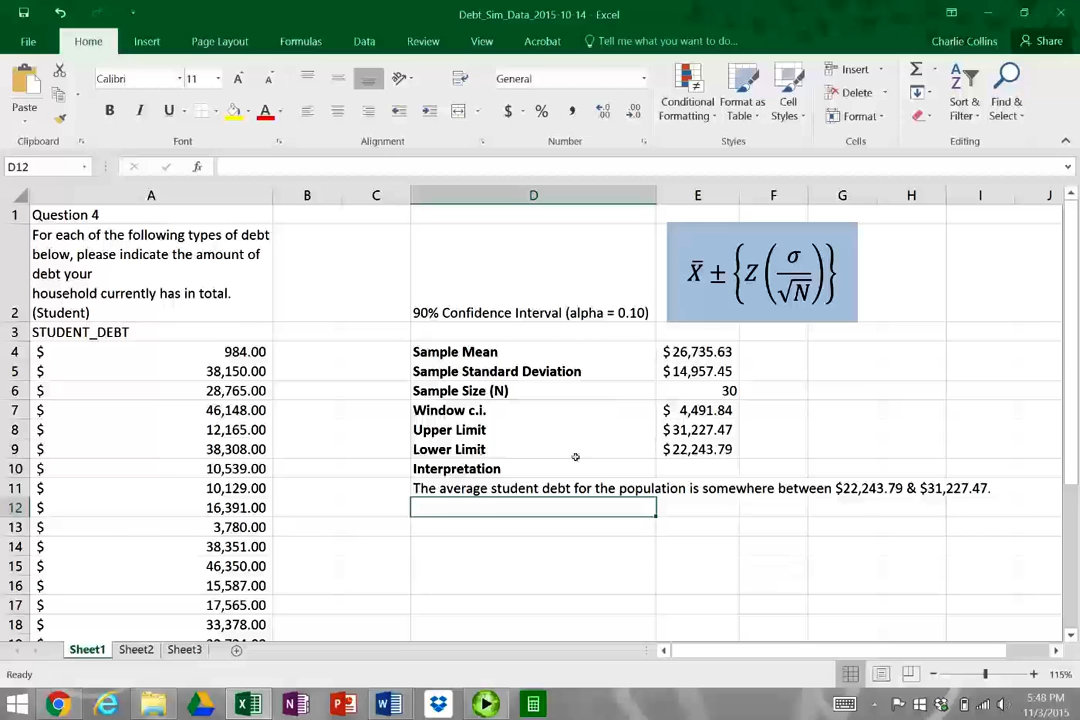 Debt_Sim_Data_2015-10-14 - Excel
File Home Insert Page Layout Formulas Data Review View Acrobat Tell me what you want to do... Charlie Collins Share
Paste
Calibri 11
General
Conditional Formatting
Format as Table
Cell Styles
Insert
Delete
Format
Sort & Filter
Find & Select
B I U
$ % ,
Clipboard Font Alignment Number Styles Cells Editing
D12 fx
A B C D E F G H I J
1 Question 4
For each of the following types of debt
below, please indicate the amount of
debt your
household currently has in total.
2 (Student) 90% Confidence Interval (alpha = 0.10)
X̄ ± {Z (σ/√N)}
3 STUDENT_DEBT
4 $ 984.00 Sample Mean $ 26,735.63
5 $ 38,150.00 Sample Standard Deviation $ 14,957.45
6 $ 28,765.00 Sample Size (N) 30
7 $ 46,148.00 Window c.i. $ 4,491.84
8 $ 12,165.00 Upper Limit $ 31,227.47
9 $ 38,308.00 Lower Limit $ 22,243.79
10 $ 10,539.00 Interpretation
11 $ 10,129.00 The average student debt for the population is somewhere between $22,243.79 & $31,227.47.
12 $ 16,391.00
13 $ 3,780.00
14 $ 38,351.00
15 $ 46,350.00
16 $ 15,587.00
17 $ 17,565.00
18 $ 33,378.00
Sheet1 Sheet2 Sheet3
Ready 115%
5:48 PM
11/3/2015